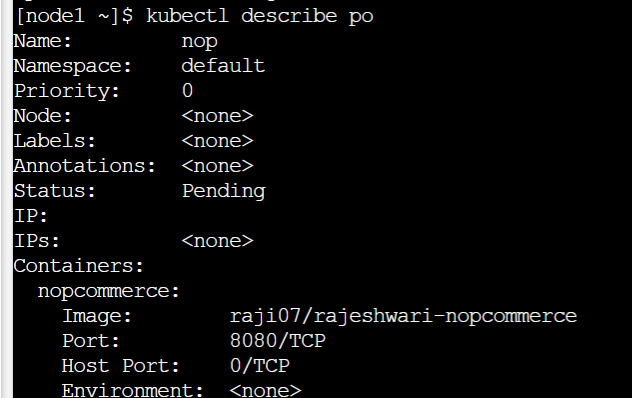 [node1 ~]$ kubectl describe po
Name:         nop
Namespace:    default
Priority:     0
Node:         <none>
Labels:       <none>
Annotations:  <none>
Status:       Pending
IP:
IPs:          <none>
Containers:
  nopcommerce:
    Image:        raji07/rajeshwari-nopcommerce
    Port:         8080/TCP
    Host Port:    0/TCP
    Environment:  <none>